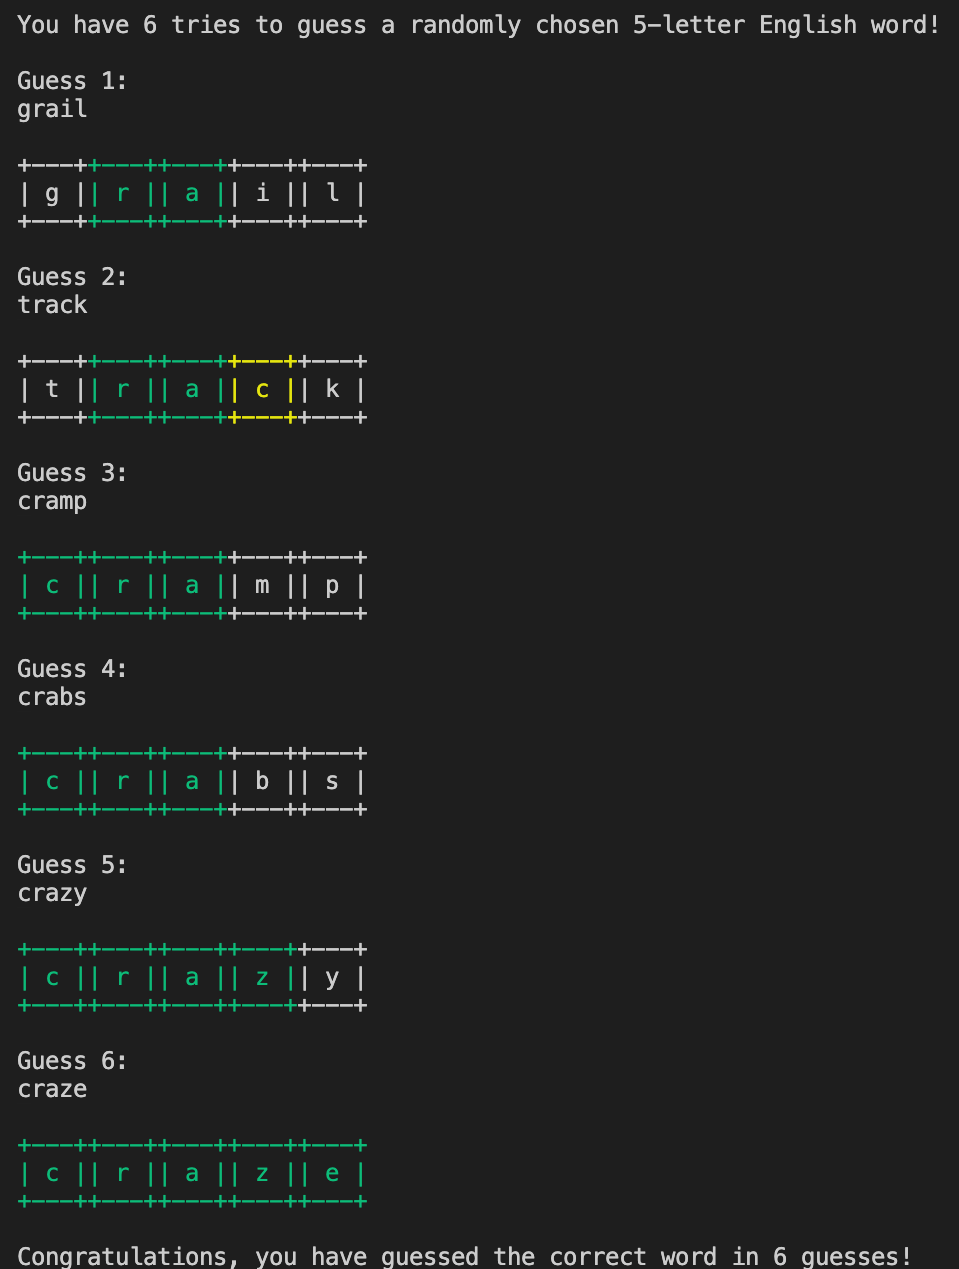 You have 6 tries to guess a randomly chosen 5-letter English word!
Guess 1:
grail
+---++---++---++---++---+
| g || r || a || i || l |
+---++---++---++---++---+
Guess 2:
track
+---++---++---++---++---+
| t || r || a || c || k |
+---++---++---++---++---+
Guess 3:
cramp
+---++---++---++---++---+
| c || r || a || m || p |
+---++---++---++---++---+
Guess 4:
crabs
+---++---++---++---++---+
| c || r || a || b || s |
+---++---++---++---++---+
Guess 5:
crazy
+---++---++---++---++---+
| c || r || a || z || y |
+---++---++---++---++---+
Guess 6:
craze
+---++---++---++---++---+
| c || r || a || z || e |
+---++---++---++---++---+
Congratulations, you have guessed the correct word in 6 guesses!